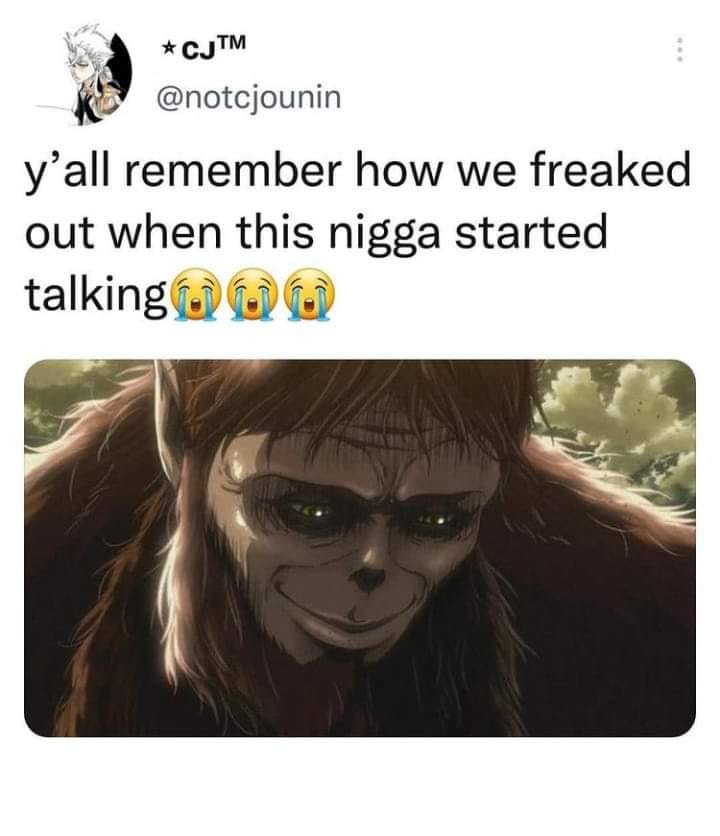 ★ CJ™
@notcjounin
y’all remember how we freaked
out when this nigga started
talking😭😭😭